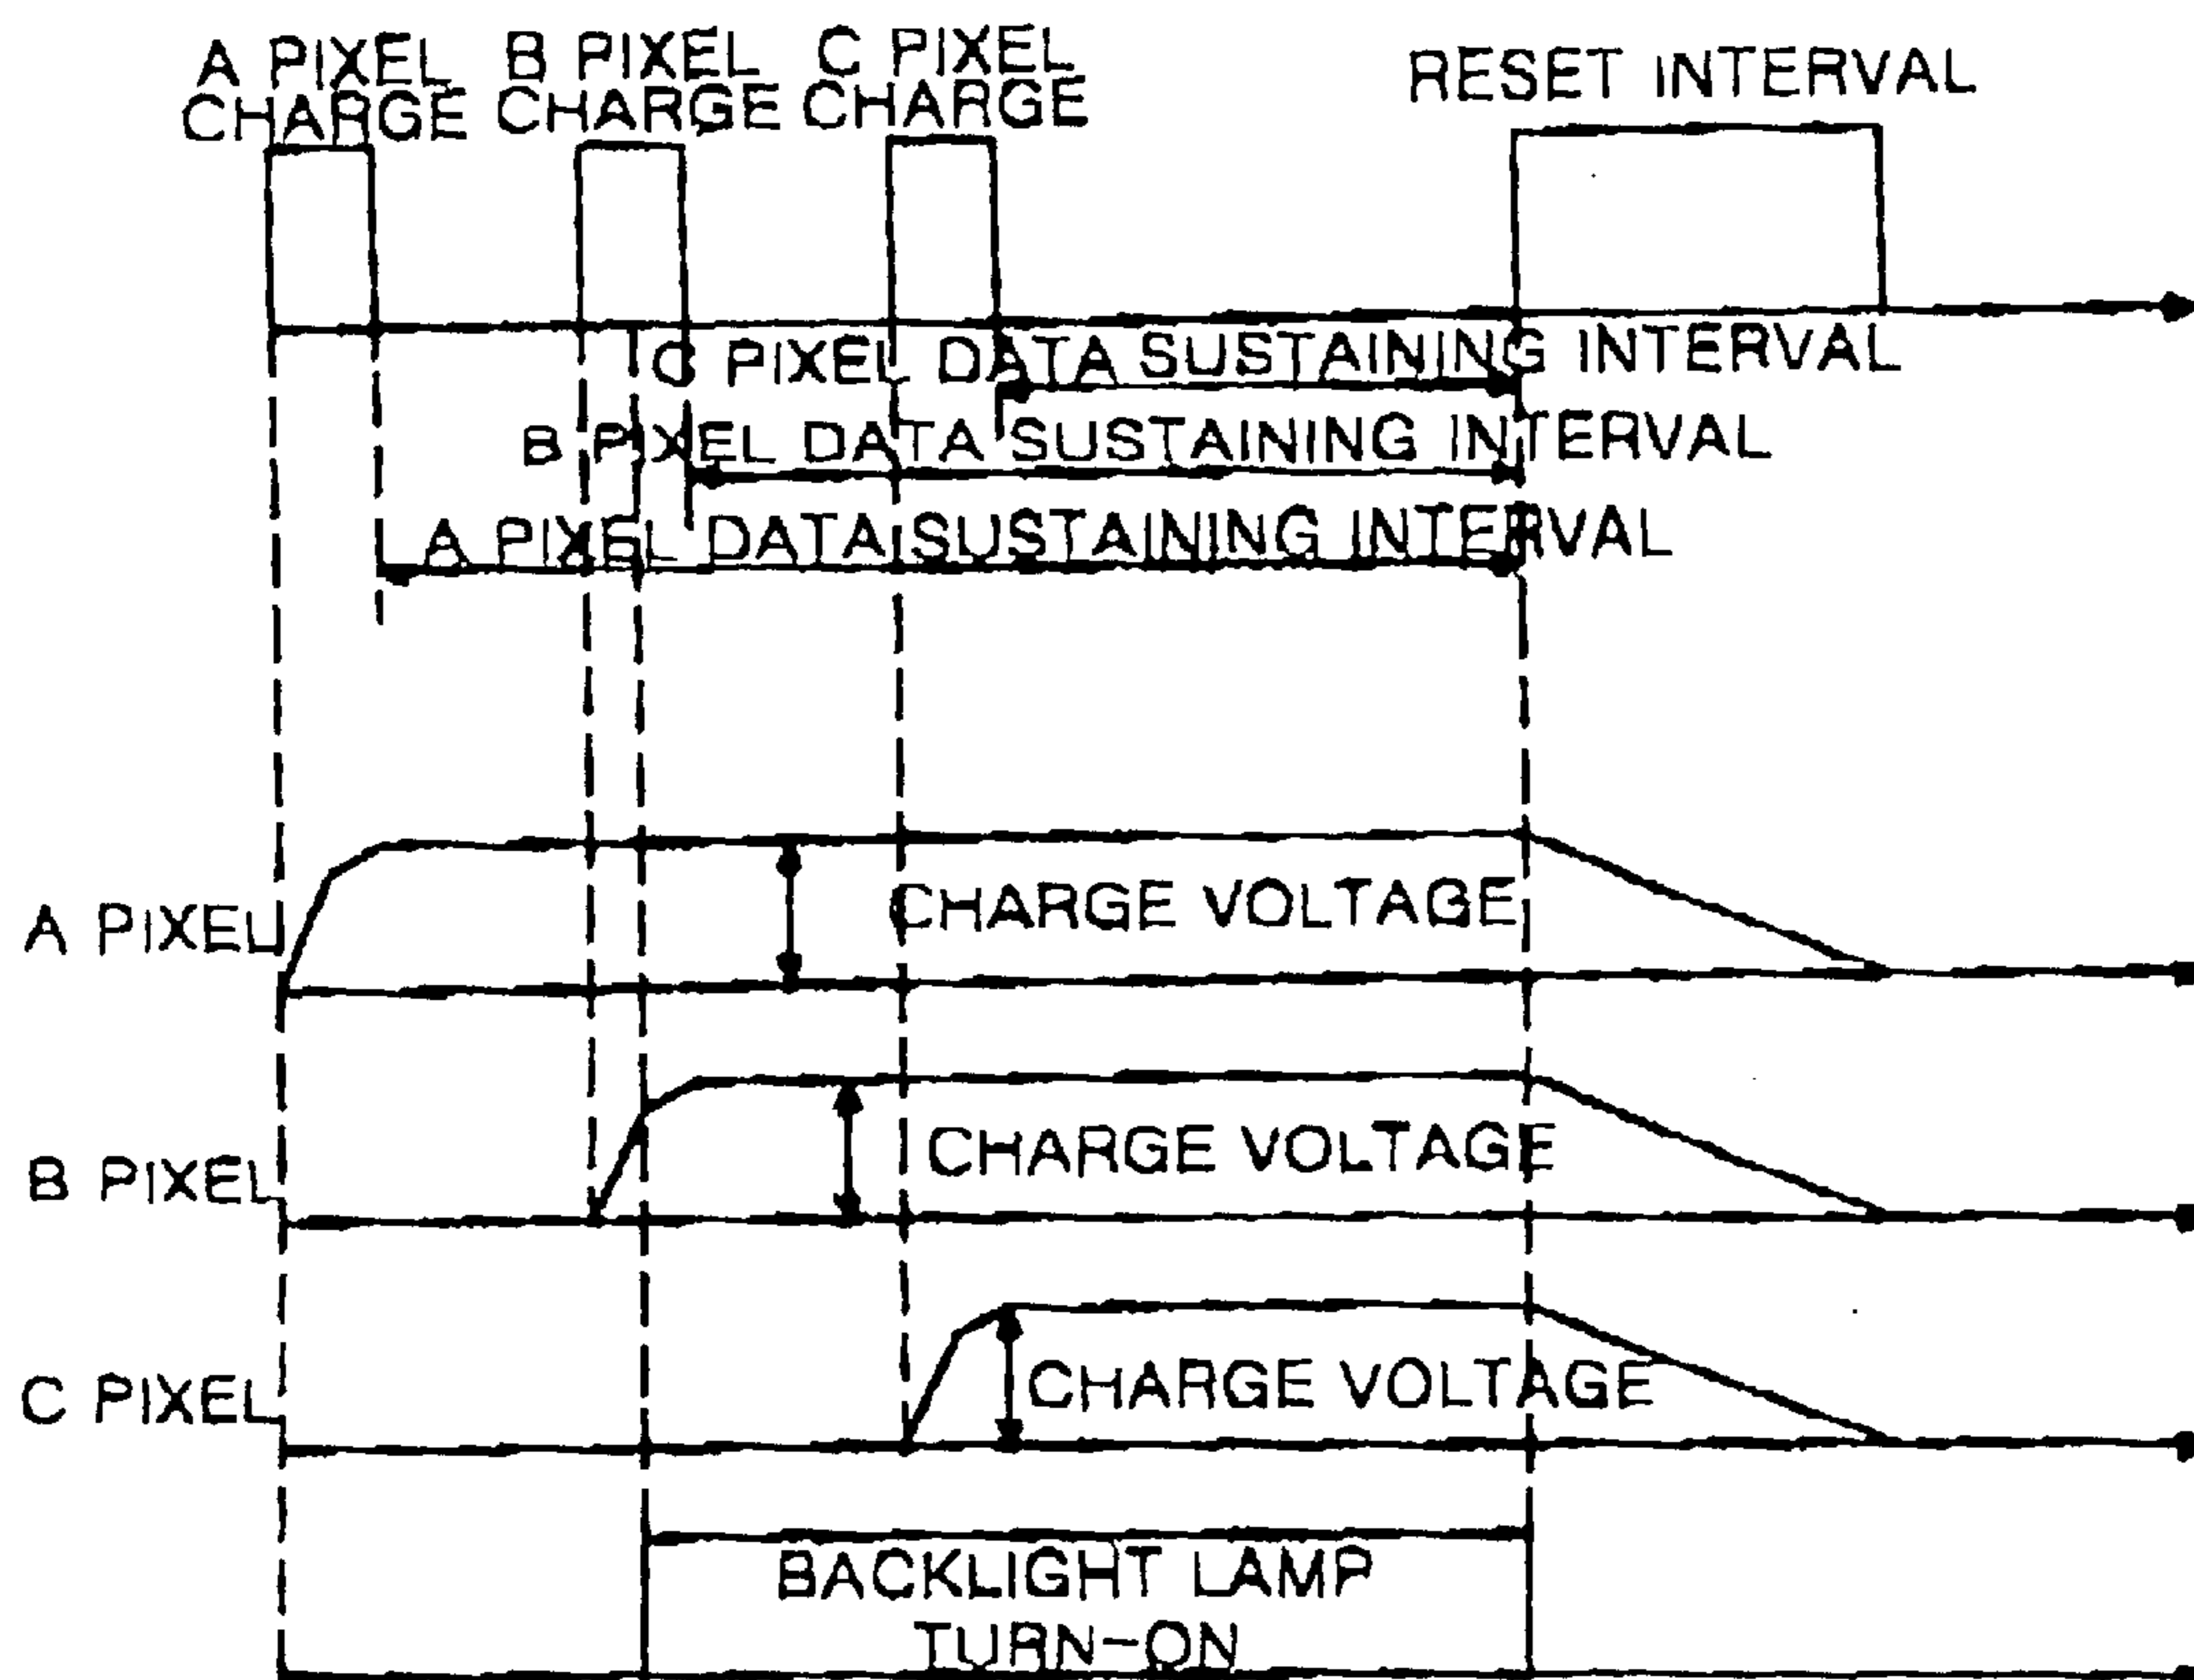 A PIXEL
CHARGE
B PIXEL
CHARGE
C PIXEL
CHARGE
RESET INTERVAL
C PIXEL DATA SUSTAINING INTERVAL
B PIXEL DATA SUSTAINING INTERVAL
A PIXEL DATA SUSTAINING INTERVAL
A PIXEL
CHARGE VOLTAGE
B PIXEL
CHARGE VOLTAGE
C PIXEL
CHARGE VOLTAGE
BACKLIGHT LAMP
TURN-ON